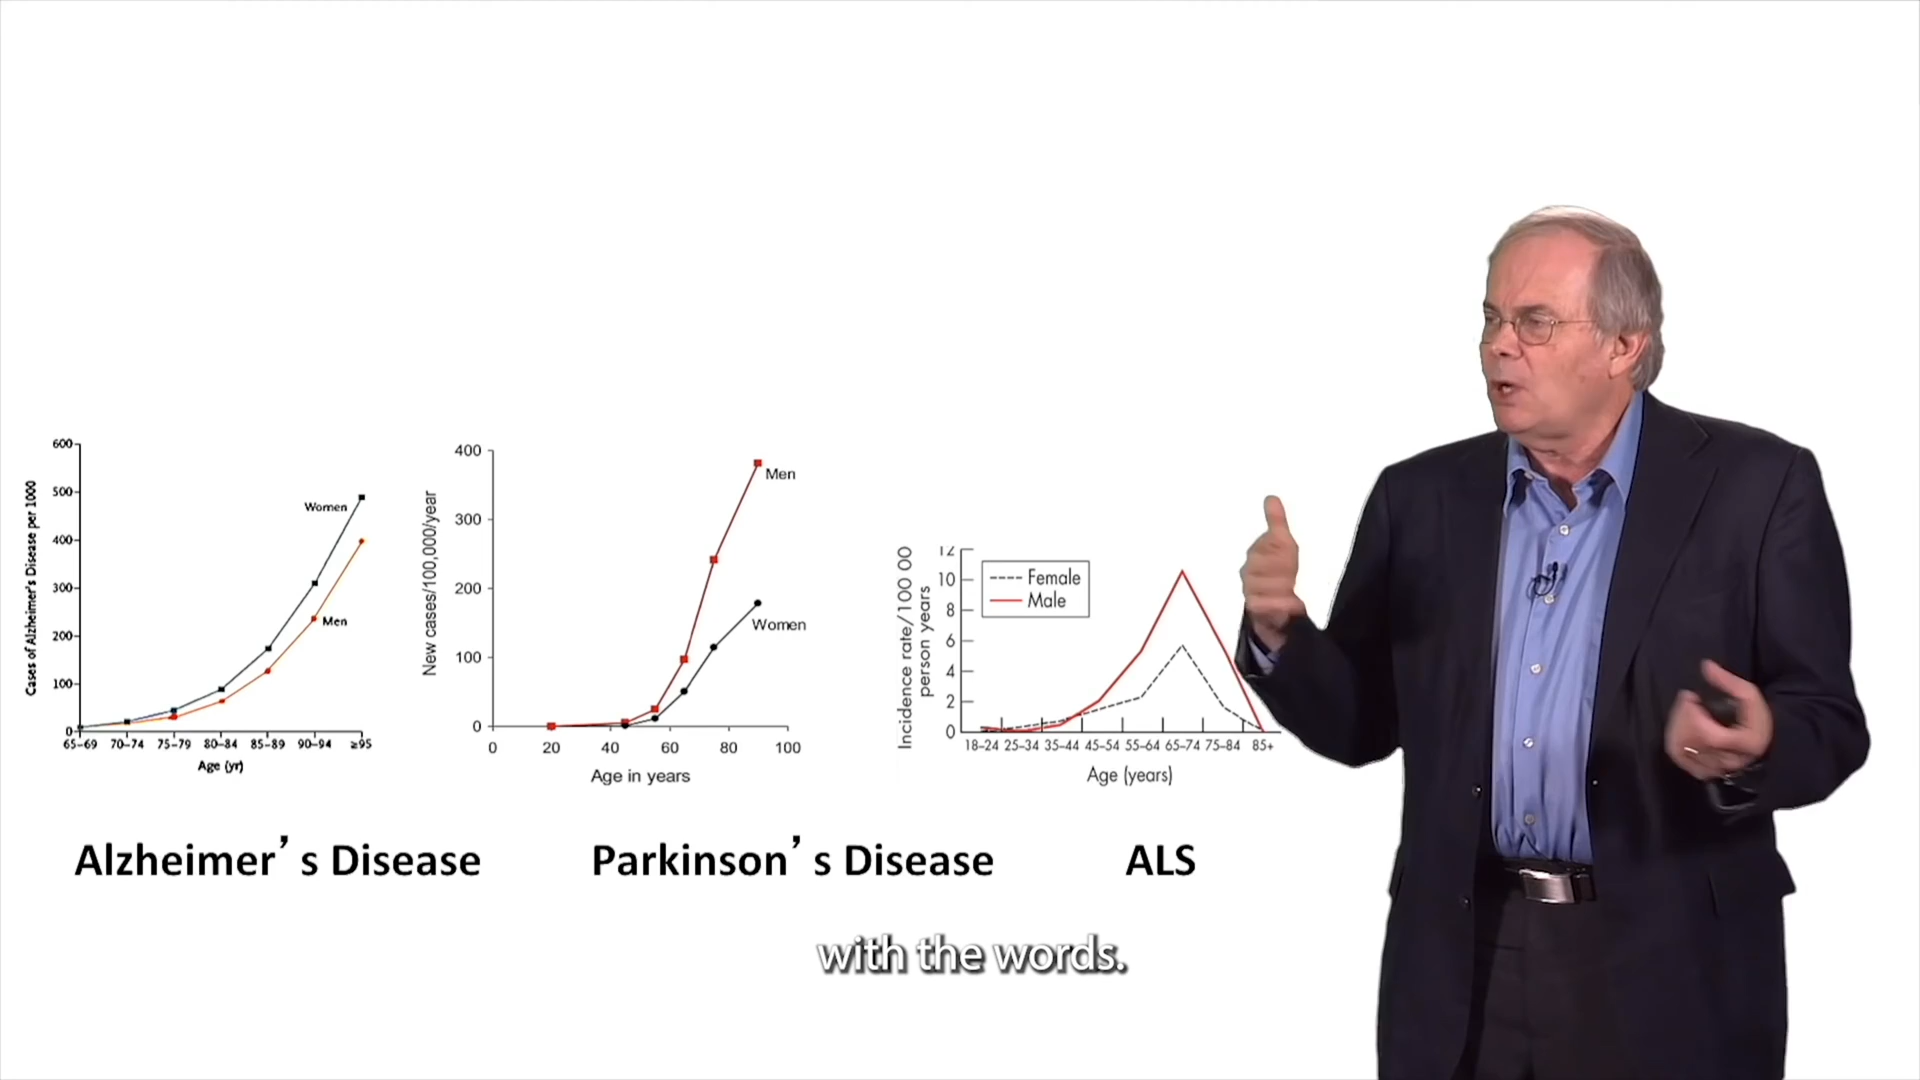 Cases of Alzheimer's Disease per 1000
600
500
400
300
200
100
0
Women
Men
65–69 70–74 75–79 80–84 85–89 90–94 ≥95
Age (yr)
New cases/100,000/year
400
300
200
100
0
Men
Women
0 20 40 60 80 100
Age in years
Incidence rate/100 00
person years
12
10
8
6
4
2
0
Female
Male
18–24 25–34 35–44 45–54 55–64 65–74 75–84 85+
Age (years)
Alzheimer’s Disease
Parkinson’s Disease
ALS
with the words.